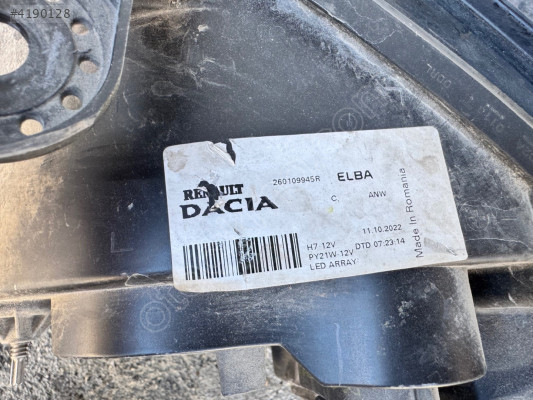 #4190128
260109945R ELBA
RENAULT
C, ANW
DACIA
Made in Romania
11.10.2022
H7 12V DTD 07:23:14
PY21W-12V
LED ARRAY